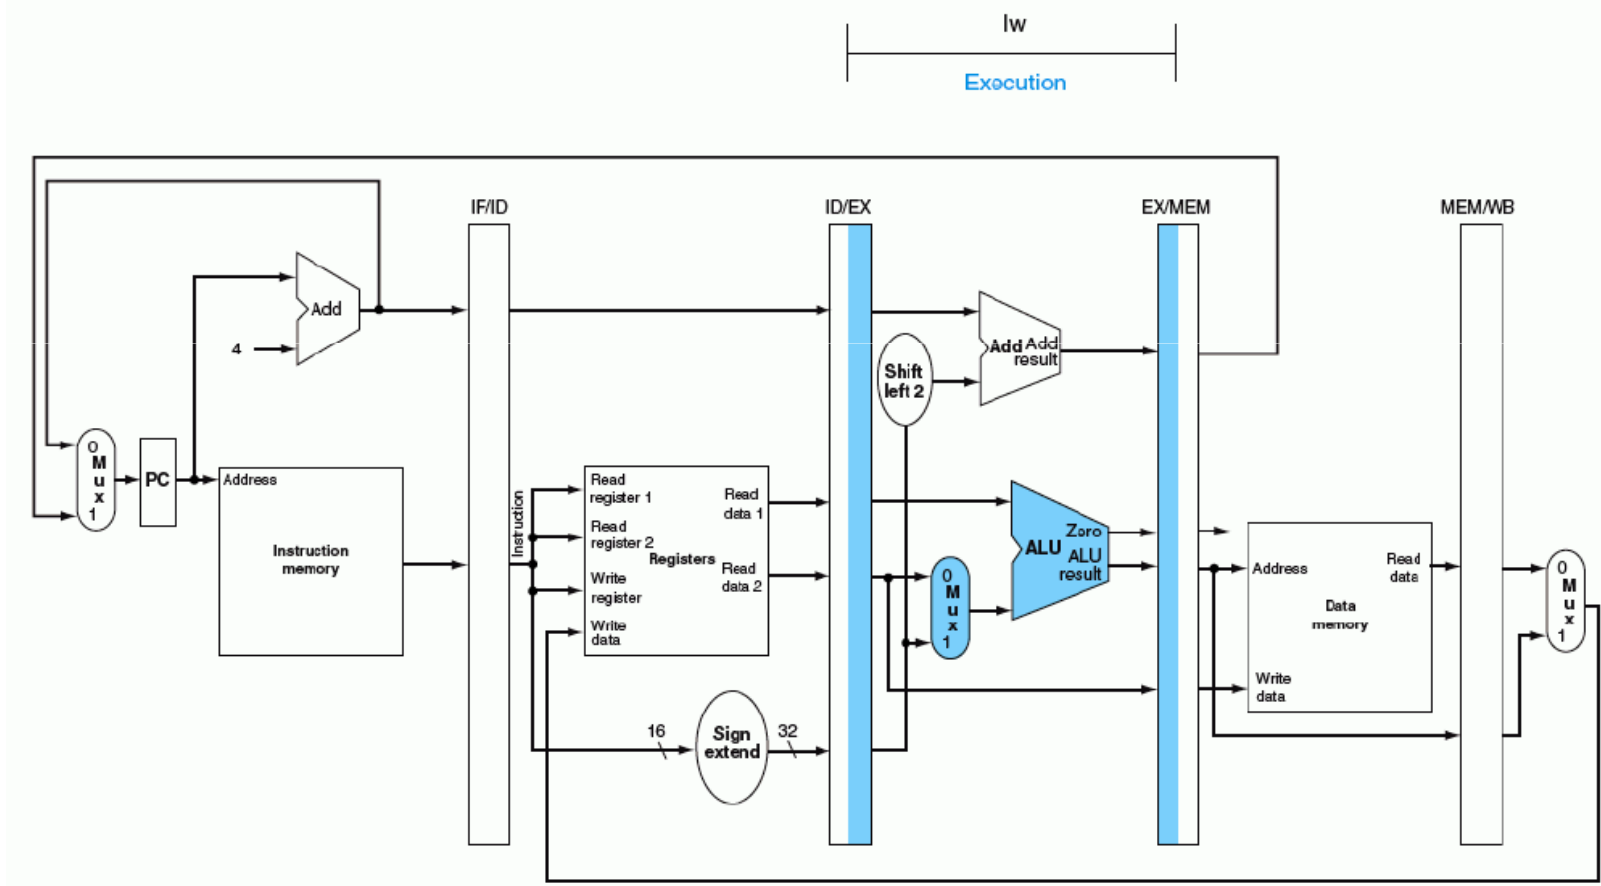 lw
Execution
IF/ID
ID/EX
EX/MEM
MEM/WB
Add
4
Shift
left 2
Add Add
result
0
M
u
x
1
PC
Address
Instruction
memory
Instruction
Read
register 1
Read
register 2
Write
register
Write
data
Registers
Read
data 1
Read
data 2
0
M
u
x
1
Zero
ALU
ALU
result
Address
Read
data
Data
memory
Write
data
0
M
u
x
1
16
Sign
extend
32